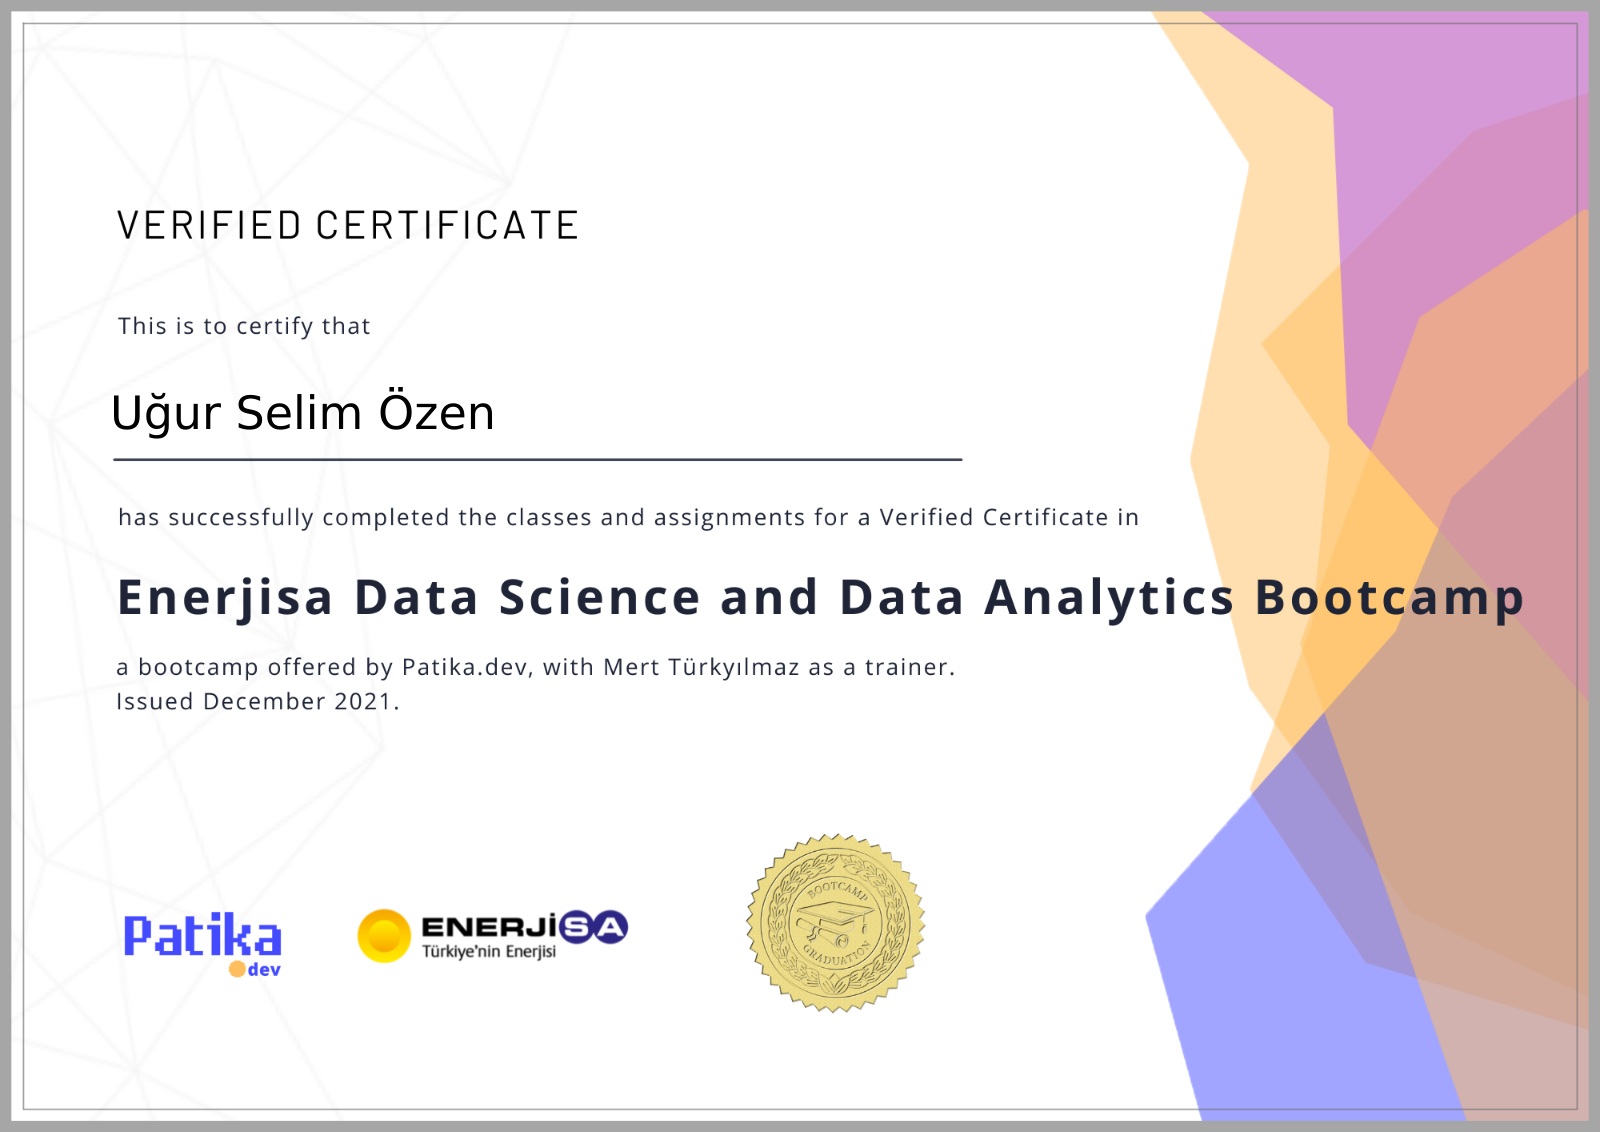 VERIFIED CERTIFICATE
This is to certify that
Uğur Selim Özen
has successfully completed the classes and assignments for a Verified Certificate in
Enerjisa Data Science and Data Analytics Bootcamp
a bootcamp offered by Patika.dev, with Mert Türkyılmaz as a trainer.
Issued December 2021.
Patika
dev
ENERJİSA
Türkiye'nin Enerjisi
BOOTCAMP
GRADUATION